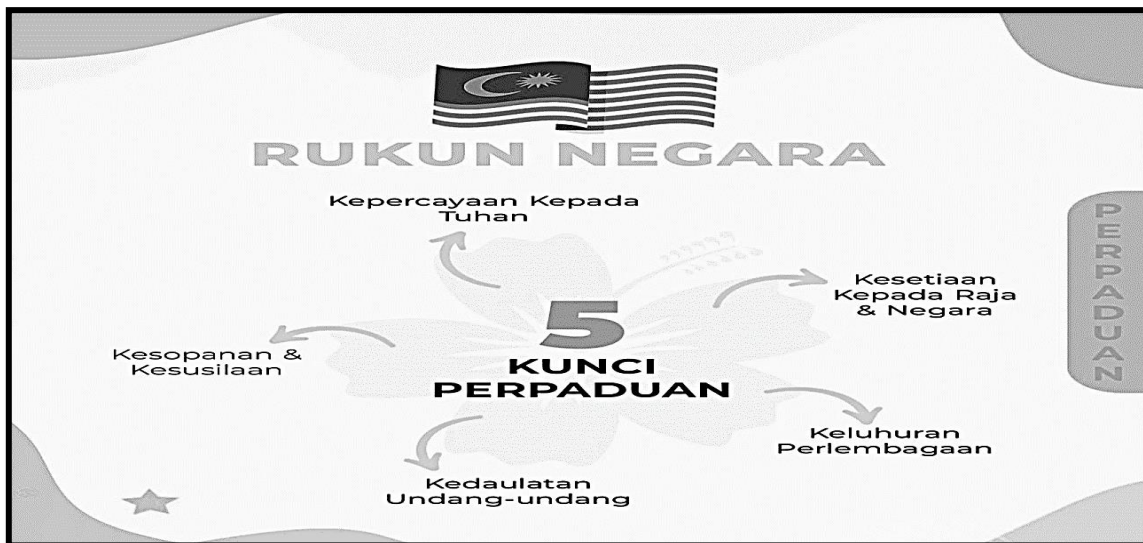 RUKUN NEGARA
Kepercayaan Kepada
Tuhan
Kesetiaan
Kepada Raja
& Negara
5
KUNCI
PERPADUAN
Kesopanan &
Kesusilaan
Keluhuran
Perlembagaan
Kedaulatan
Undang-undang
PERPADUAN